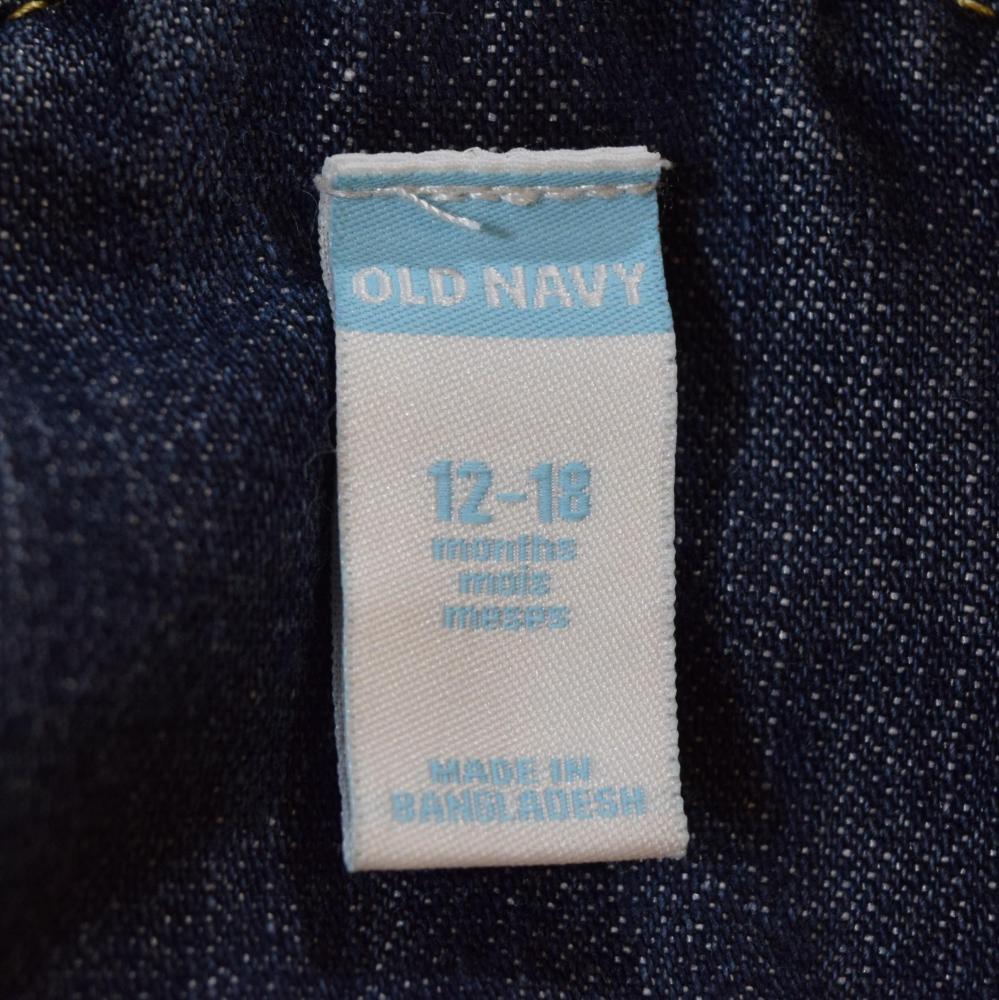 OLD NAVY
12-18
months
mois
meses
MADE IN
BANGLADESH